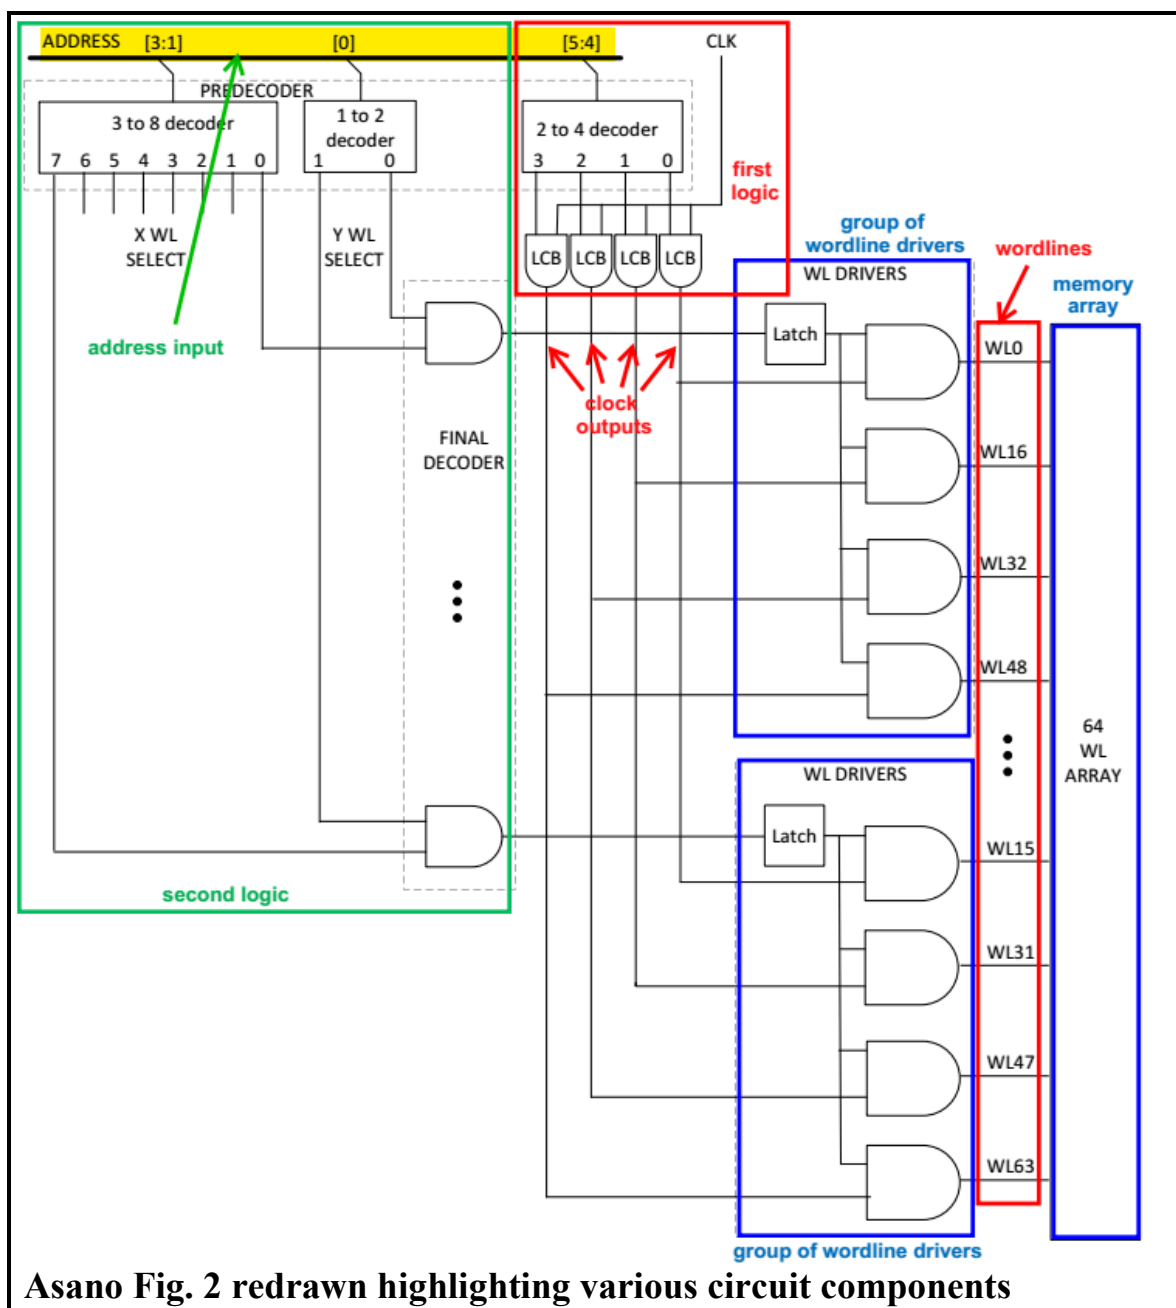 ADDRESS [3:1] [0] [5:4] CLK
PREDECODER
3 to 8 decoder
1 to 2
decoder
2 to 4 decoder
7 6 5 4 3 2 1 0
1 0
3 2 1 0
first
logic
X WL
SELECT
Y WL
SELECT
LCB LCB LCB LCB
group of
wordline drivers
wordlines
WL DRIVERS
memory
array
address input
Latch
WL0
clock
outputs
FINAL
DECODER
WL16
WL32
WL48
64
WL
ARRAY
WL DRIVERS
Latch
WL15
second logic
WL31
WL47
WL63
group of wordline drivers
Asano Fig. 2 redrawn highlighting various circuit components